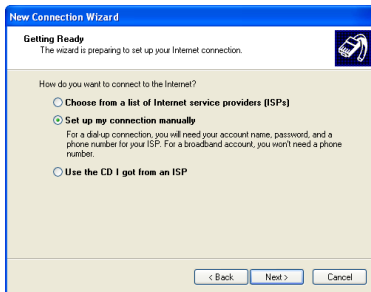 New Connection Wizard
Getting Ready
The wizard is preparing to set up your Internet connection.
How do you want to connect to the Internet?
Choose from a list of Internet service providers (ISPs)
Set up my connection manually
For a dial-up connection, you will need your account name, password, and a
phone number for your ISP. For a broadband account, you won't need a phone
number.
Use the CD I got from an ISP
< Back
Next >
Cancel